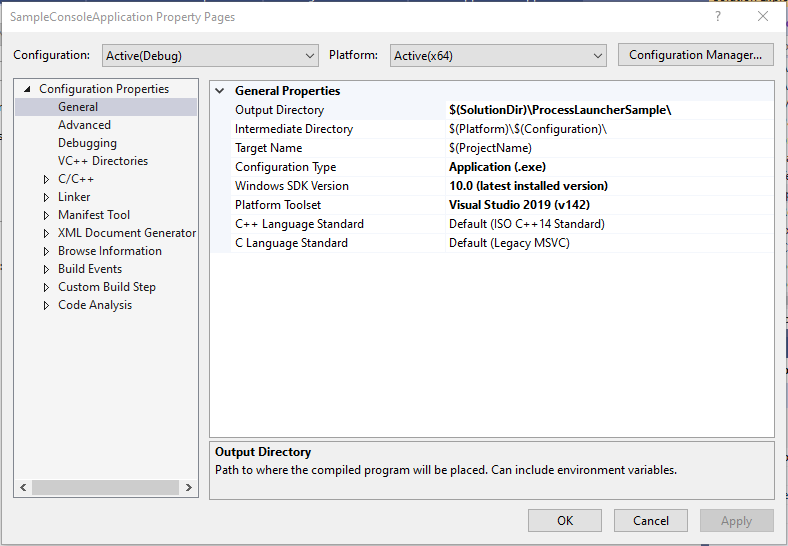 SampleConsoleApplication Property Pages
Configuration: Active(Debug) Platform: Active(x64) Configuration Manager...
Configuration Properties
General
Advanced
Debugging
VC++ Directories
C/C++
Linker
Manifest Tool
XML Document Generator
Browse Information
Build Events
Custom Build Step
Code Analysis
General Properties
Output Directory $(SolutionDir)\ProcessLauncherSample\
Intermediate Directory $(Platform)\$(Configuration)\
Target Name $(ProjectName)
Configuration Type Application (.exe)
Windows SDK Version 10.0 (latest installed version)
Platform Toolset Visual Studio 2019 (v142)
C++ Language Standard Default (ISO C++14 Standard)
C Language Standard Default (Legacy MSVC)
Output Directory
Path to where the compiled program will be placed. Can include environment variables.
OK Cancel Apply